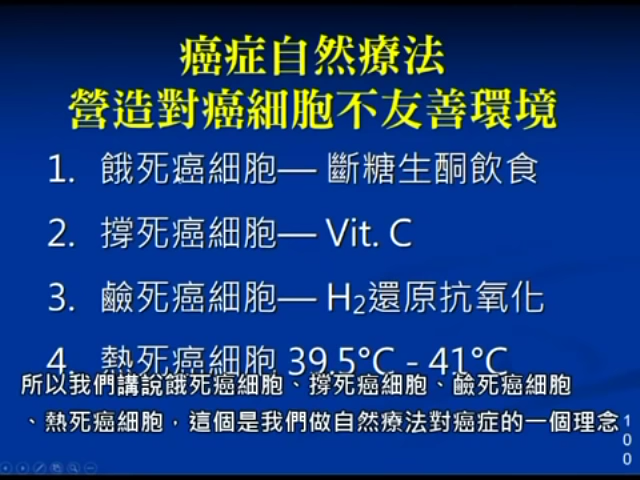 癌症自然療法
營造對癌細胞不友善環境
1. 餓死癌細胞— 斷糖生酮飲食
2. 撐死癌細胞— Vit. C
3. 鹼死癌細胞— H2還原抗氧化
4. 熱死癌細胞 39.5°C - 41°C
所以我們講說餓死癌細胞、撐死癌細胞、鹼死癌細胞
、熱死癌細胞，這個是我們做自然療法對癌症的一個理念
100